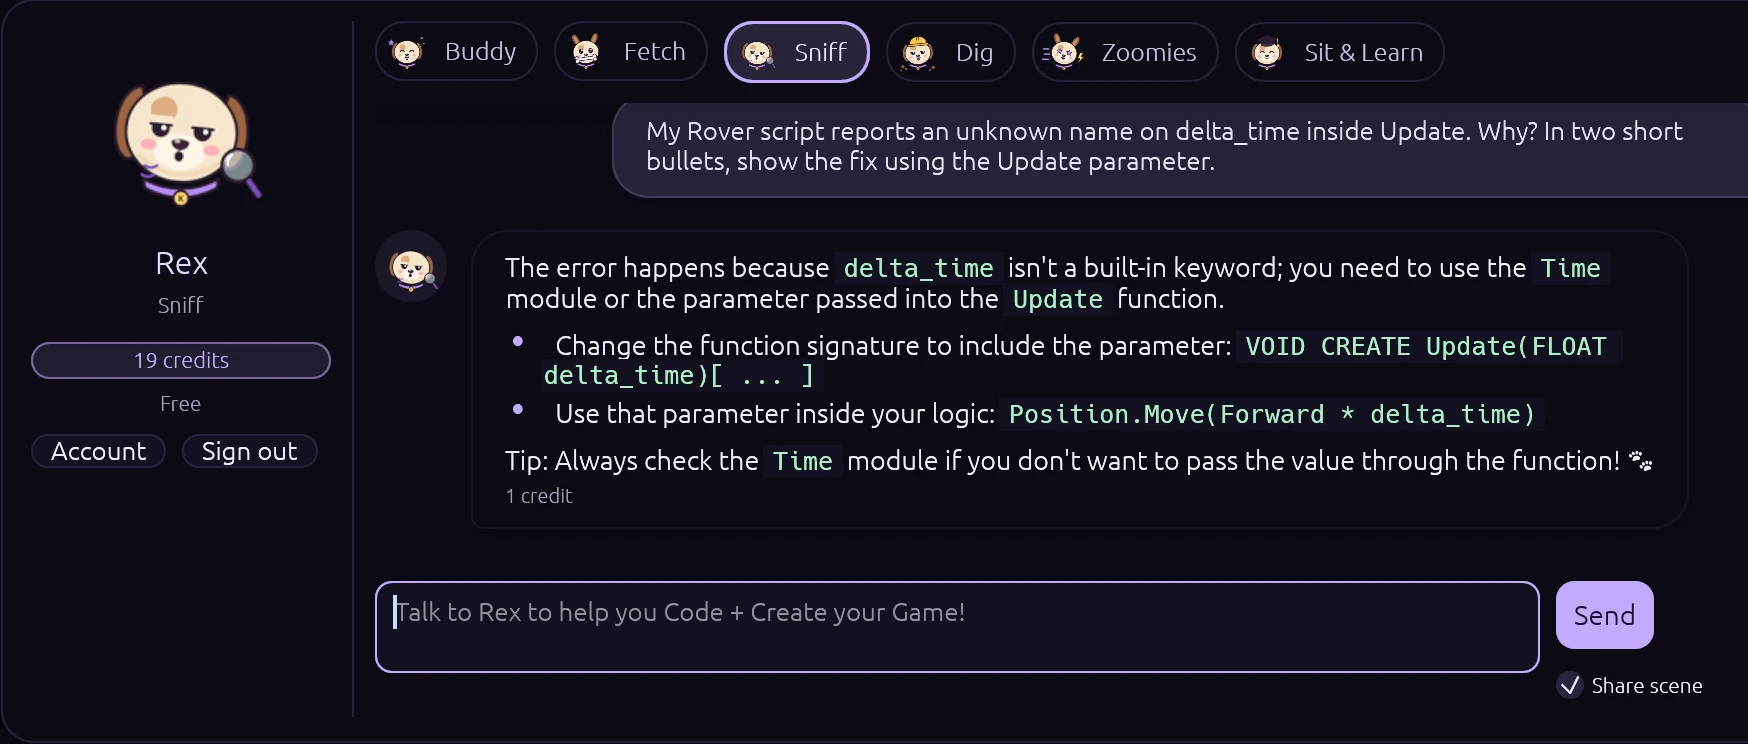 Buddy
Fetch
Sniff
Dig
Zoomies
Sit & Learn
Rex
Sniff
19 credits
Free
Account
Sign out
My Rover script reports an unknown name on delta_time inside Update. Why? In two short
bullets, show the fix using the Update parameter.
The error happens because delta_time isn't a built-in keyword; you need to use the Time
module or the parameter passed into the Update function.
• Change the function signature to include the parameter: VOID CREATE Update(FLOAT
delta_time)[ ... ]
• Use that parameter inside your logic: Position.Move(Forward * delta_time)
Tip: Always check the Time module if you don't want to pass the value through the function! 🐾
1 credit
Talk to Rex to help you Code + Create your Game!
Send
Share scene